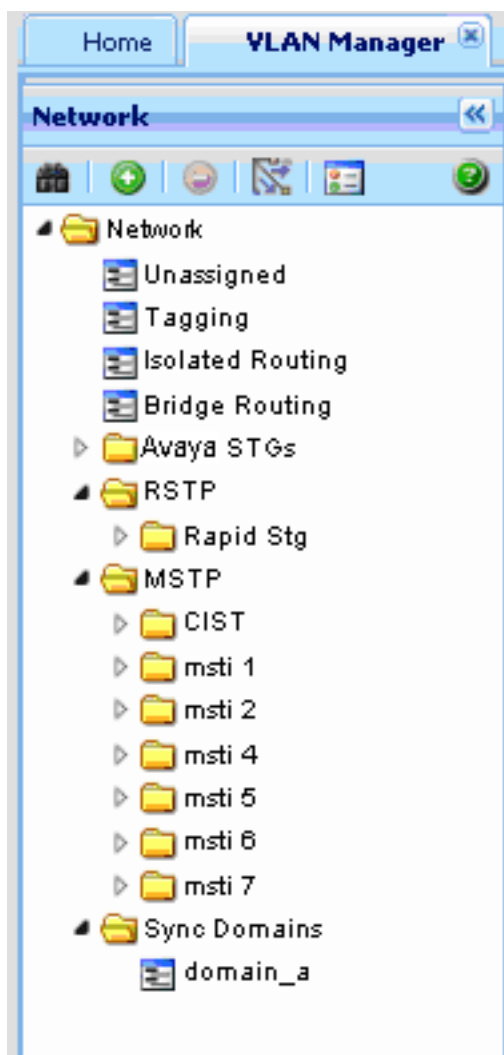 Home VLAN Manager
Network
Network
Unassigned
Tagging
Isolated Routing
Bridge Routing
Avaya STGs
RSTP
Rapid Stg
MSTP
CIST
msti 1
msti 2
msti 4
msti 5
msti 6
msti 7
Sync Domains
domain_a